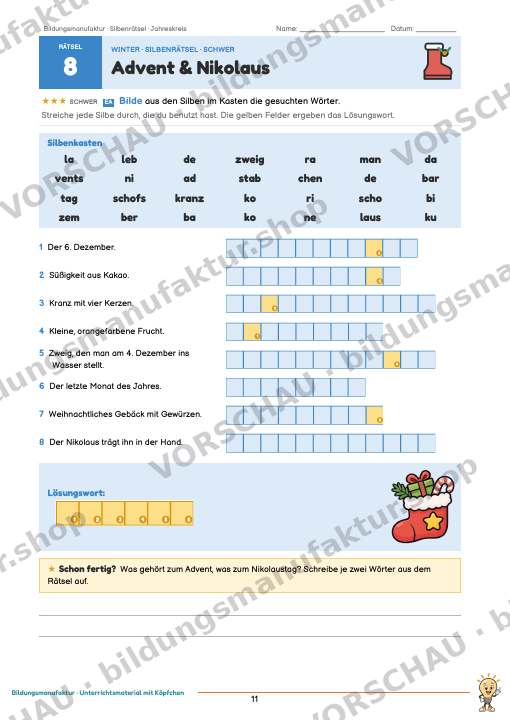 Bildungsmanufaktur · Silbenrätsel · Jahreskreis Name: Datum:
RÄTSEL
8
WINTER · SILBENRÄTSEL · SCHWER
Advent & Nikolaus
★★★ SCHWER EA Bilde aus den Silben im Kasten die gesuchten Wörter.
Streiche jede Silbe durch, die du benutzt hast. Die gelben Felder ergeben das Lösungswort.
Silbenkasten
la leb de zweig ra man da
vents ni ad stab chen de bar
tag schofs kranz ko ri scho bi
zem ber ba ko ne laus ku
1 Der 6. Dezember.
2 Süßigkeit aus Kakao.
3 Kranz mit vier Kerzen.
4 Kleine, orangefarbene Frucht.
5 Zweig, den man am 4. Dezember ins
Wasser stellt.
6 Der letzte Monat des Jahres.
7 Weihnachtliches Gebäck mit Gewürzen.
8 Der Nikolaus trägt ihn in der Hand.
Lösungswort:
★ Schon fertig? Was gehört zum Advent, was zum Nikolaustag? Schreibe je zwei Wörter aus dem
Rätsel auf.
Bildungsmanufaktur · Unterrichtsmaterial mit Köpfchen
11
VORSCHAU · bildungsmanufaktur.shop